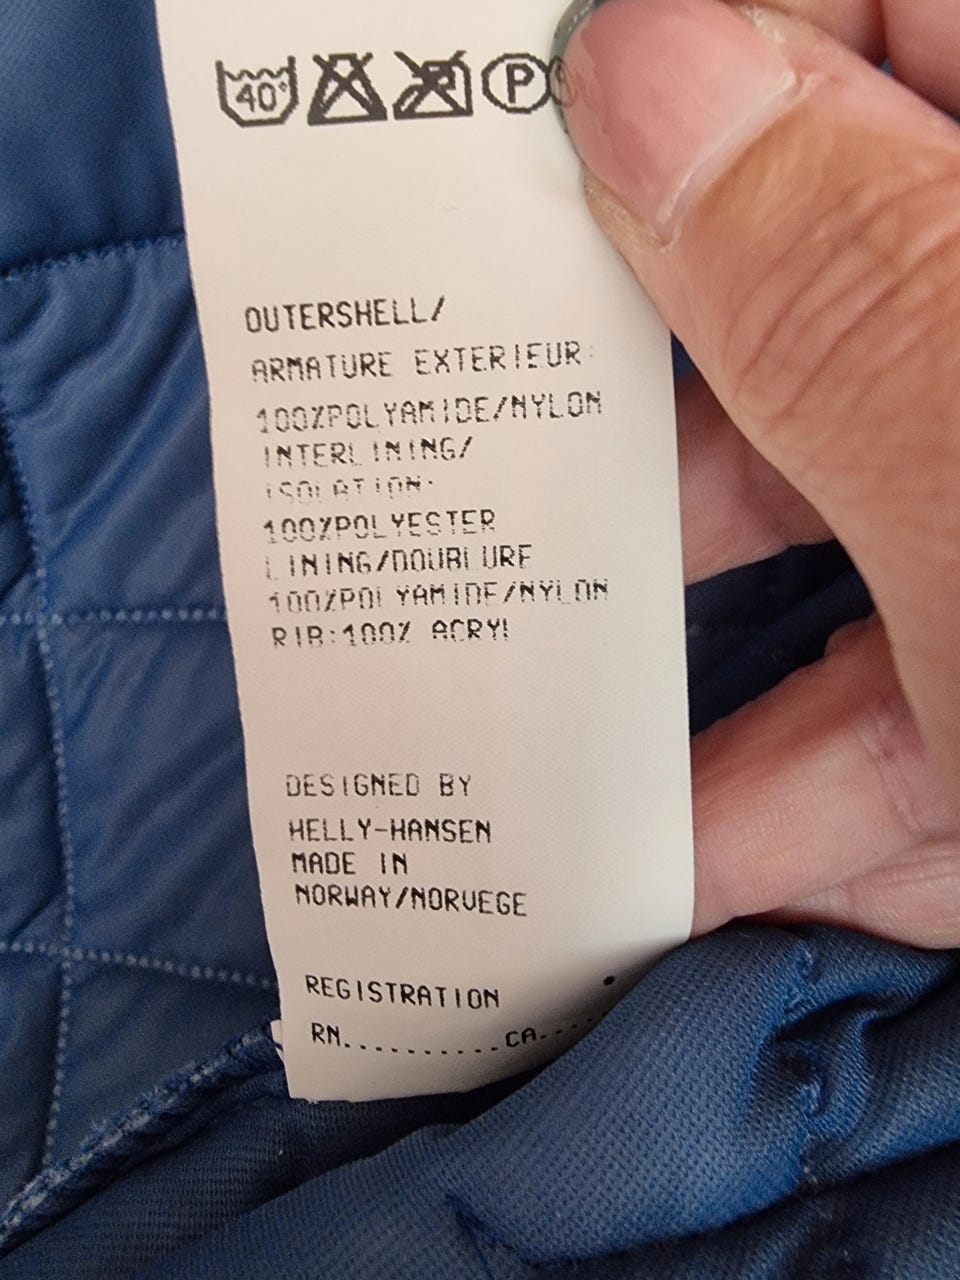 40°
P
OUTERSHELL/
ARMATURE EXTERIEUR:
100%POLYAMIDE/NYLON
INTERLINING/
ISOLATION:
100%POLYESTER
LINING/DOUBLURE
100%POLYAMIDE/NYLON
RIB:100% ACRYL
DESIGNED BY
HELLY-HANSEN
MADE IN
NORWAY/NORVEGE
REGISTRATION
RN..........CA....